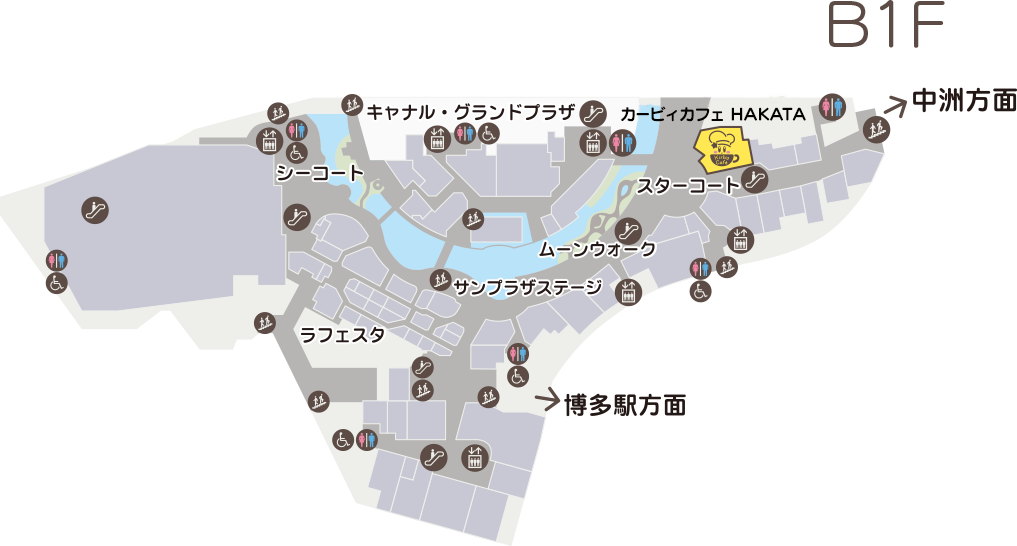 B1F
中洲方面
キャナル・グランドプラザ
カービィカフェ HAKATA
Kirby
Café
シーコート
スターコート
ムーンウォーク
サンプラザステージ
ラフェスタ
博多駅方面